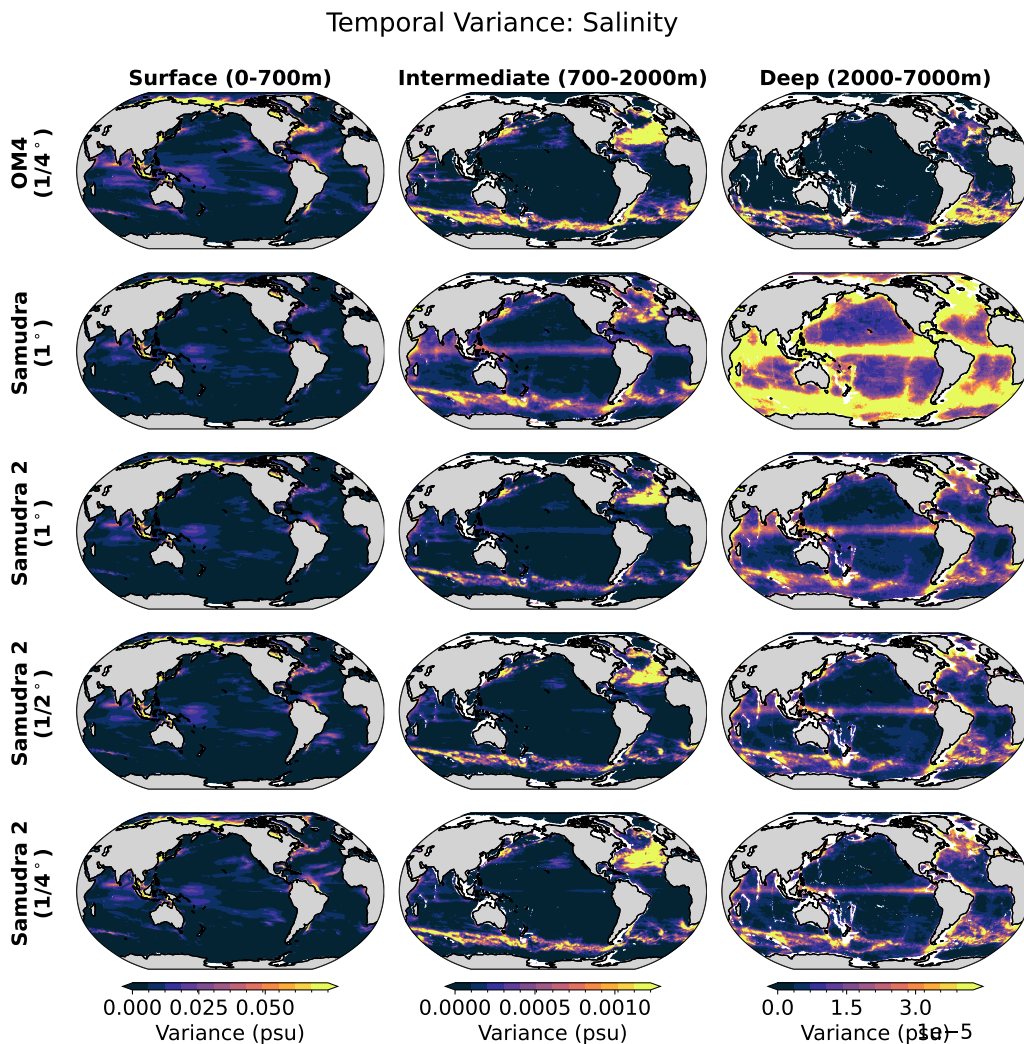 Temporal Variance: Salinity
Surface (0-700m) Intermediate (700-2000m) Deep (2000-7000m)
OM4
(1/4°)
Samudra
(1°)
Samudra 2
(1°)
Samudra 2
(1/2°)
Samudra 2
(1/4°)
0.000 0.025 0.050 0.0000 0.0005 0.0010 0.0 1.5 3.0
Variance (psu) Variance (psu) Variance (psu)
1e−5